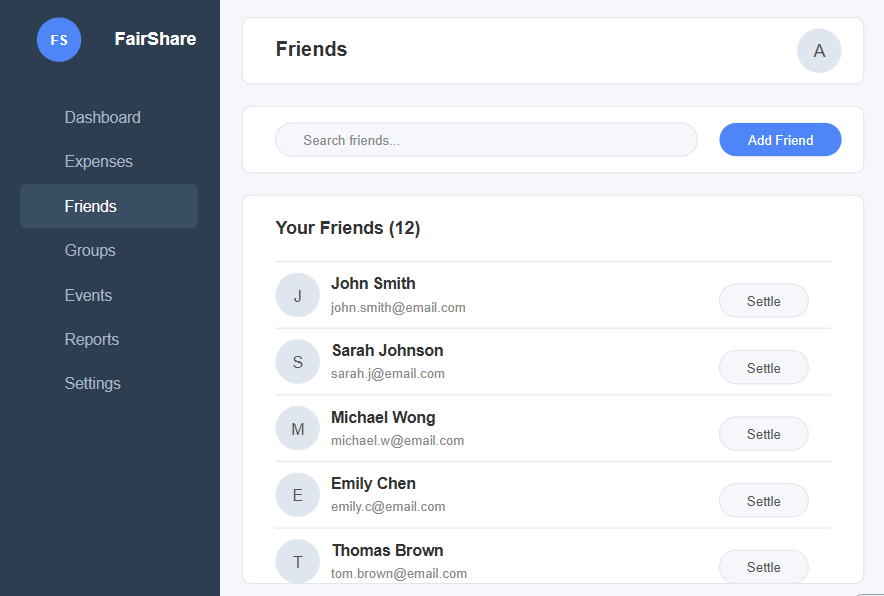 FS
FairShare
Dashboard
Expenses
Friends
Groups
Events
Reports
Settings
Friends
A
Search friends...
Add Friend
Your Friends (12)
J
John Smith
john.smith@email.com
Settle
S
Sarah Johnson
sarah.j@email.com
Settle
M
Michael Wong
michael.w@email.com
Settle
E
Emily Chen
emily.c@email.com
Settle
T
Thomas Brown
tom.brown@email.com
Settle